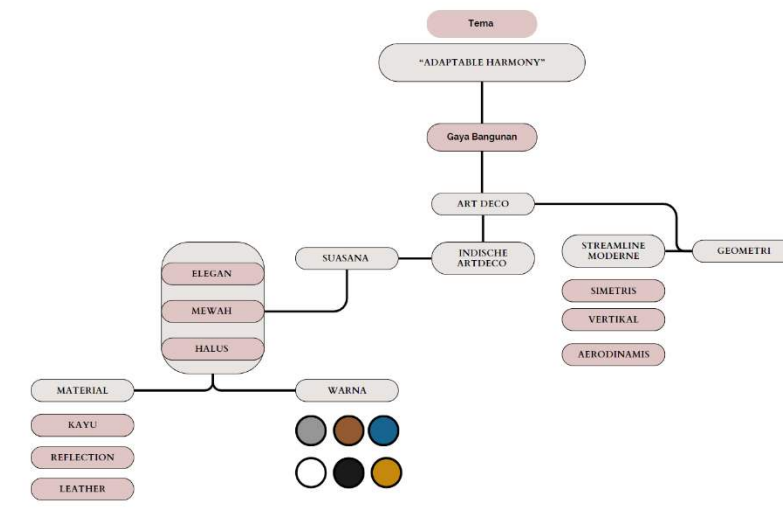 Tema
“ADAPTABLE HARMONY”
Gaya Bangunan
ART DECO
INDISCHE
ARTDECO
SUASANA
STREAMLINE
MODERNE
GEOMETRI
ELEGAN
MEWAH
HALUS
SIMETRIS
VERTIKAL
AERODINAMIS
MATERIAL
WARNA
KAYU
REFLECTION
LEATHER